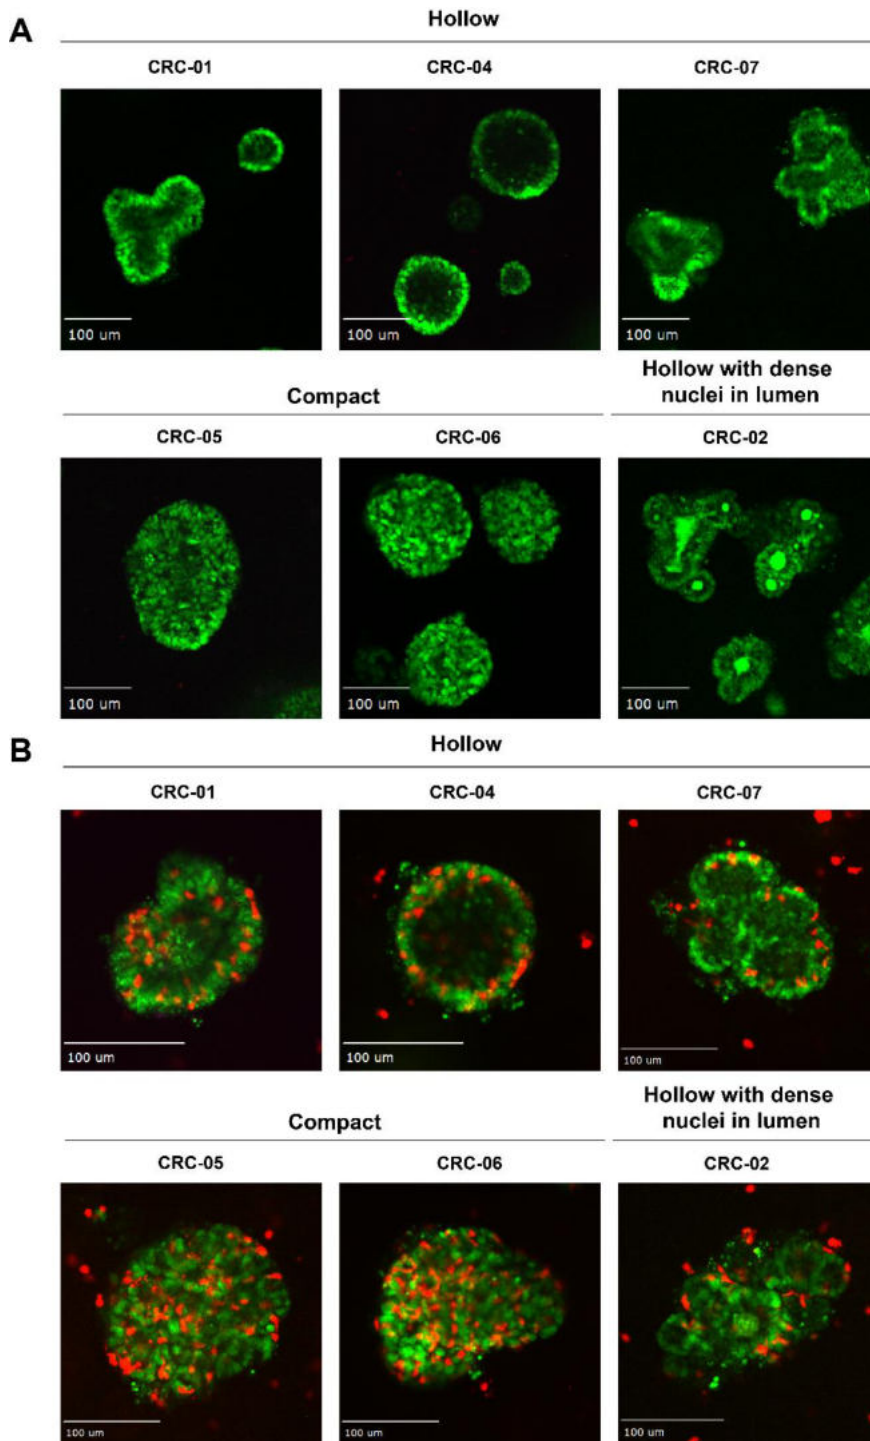 A
Hollow
CRC-01 CRC-04 CRC-07
100 um 100 um 100 um
Compact
Hollow with dense
nuclei in lumen
CRC-05 CRC-06 CRC-02
100 um 100 um 100 um
B
Hollow
CRC-01 CRC-04 CRC-07
100 um 100 um 100 um
Compact
Hollow with dense
nuclei in lumen
CRC-05 CRC-06 CRC-02
100 um 100 um 100 um